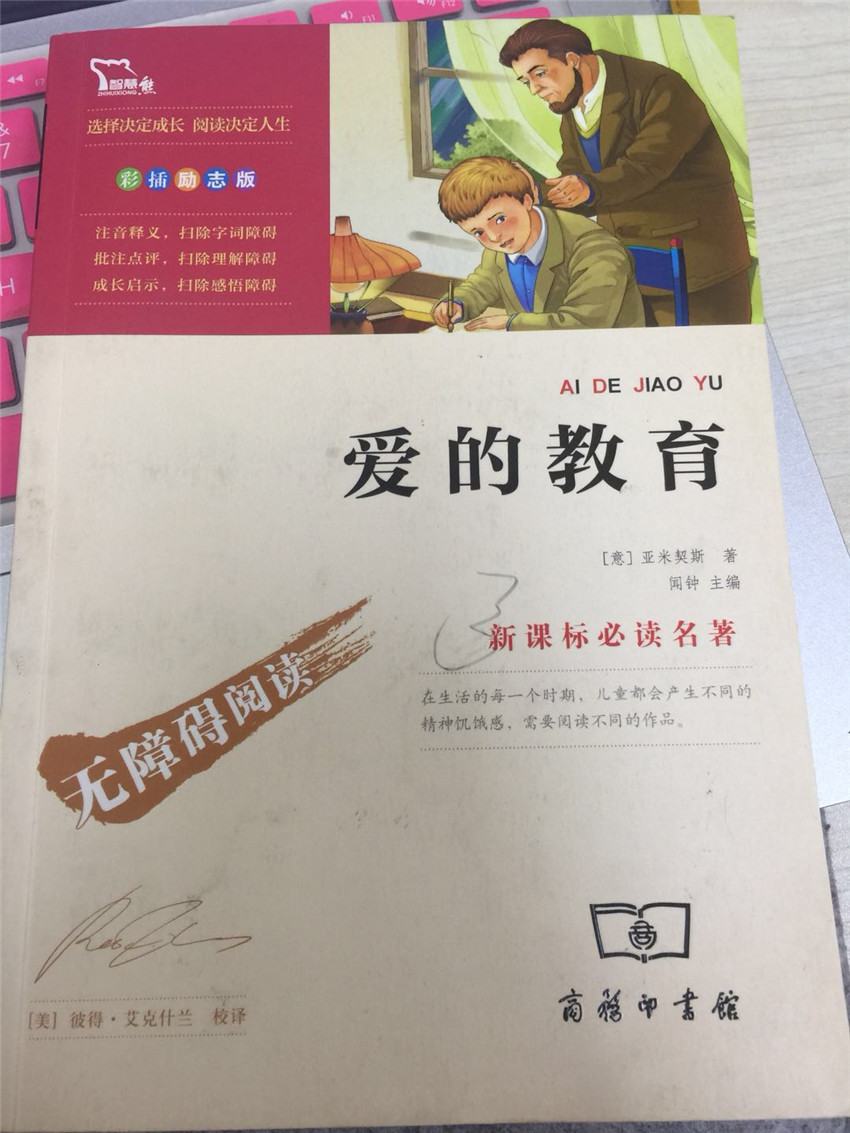 智慧熊
ZHIHUIXIONG
选择决定成长 阅读决定人生
彩插励志版
注音释义，扫除字词障碍
批注点评，扫除理解障碍
成长启示，扫除感悟障碍
AI DE JIAO YU
爱的教育
[意] 亚米契斯 著
闻钟 主编
新课标必读名著
在生活的每一个时期，儿童都会产生不同的
精神饥饿感，需要阅读不同的作品。
无障碍阅读
[美] 彼得·艾克什兰 校译
商务印书馆